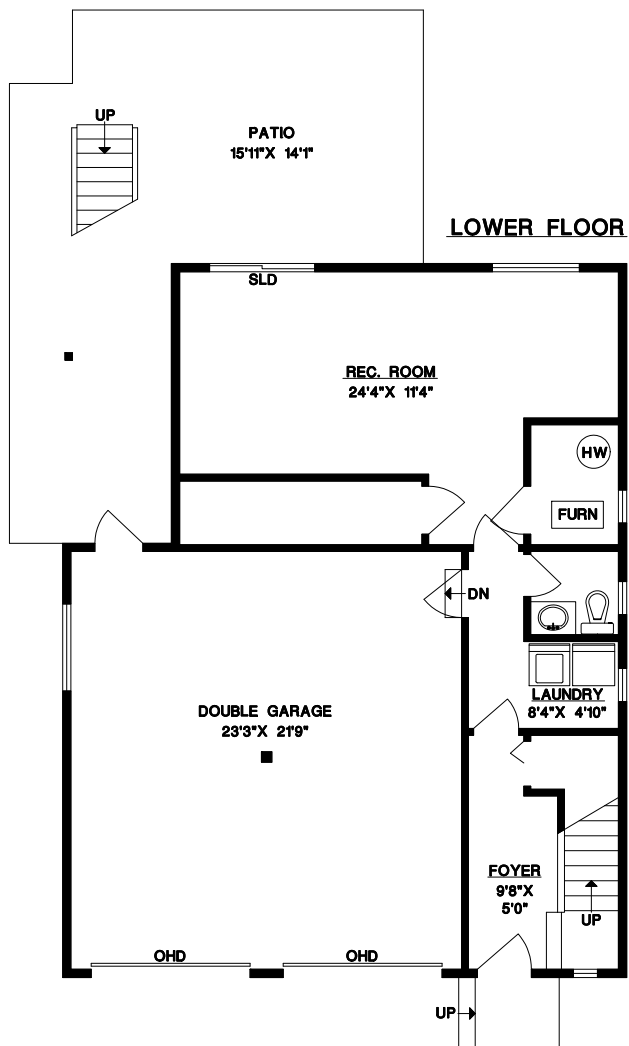 UP
PATIO
15'11"X 14'1"
LOWER FLOOR
SLD
REC. ROOM
24'4"X 11'4"
HW
FURN
DN
LAUNDRY
8'4"X 4'10"
DOUBLE GARAGE
23'3"X 21'9"
FOYER
9'8"X
5'0"
UP
OHD
OHD
UP